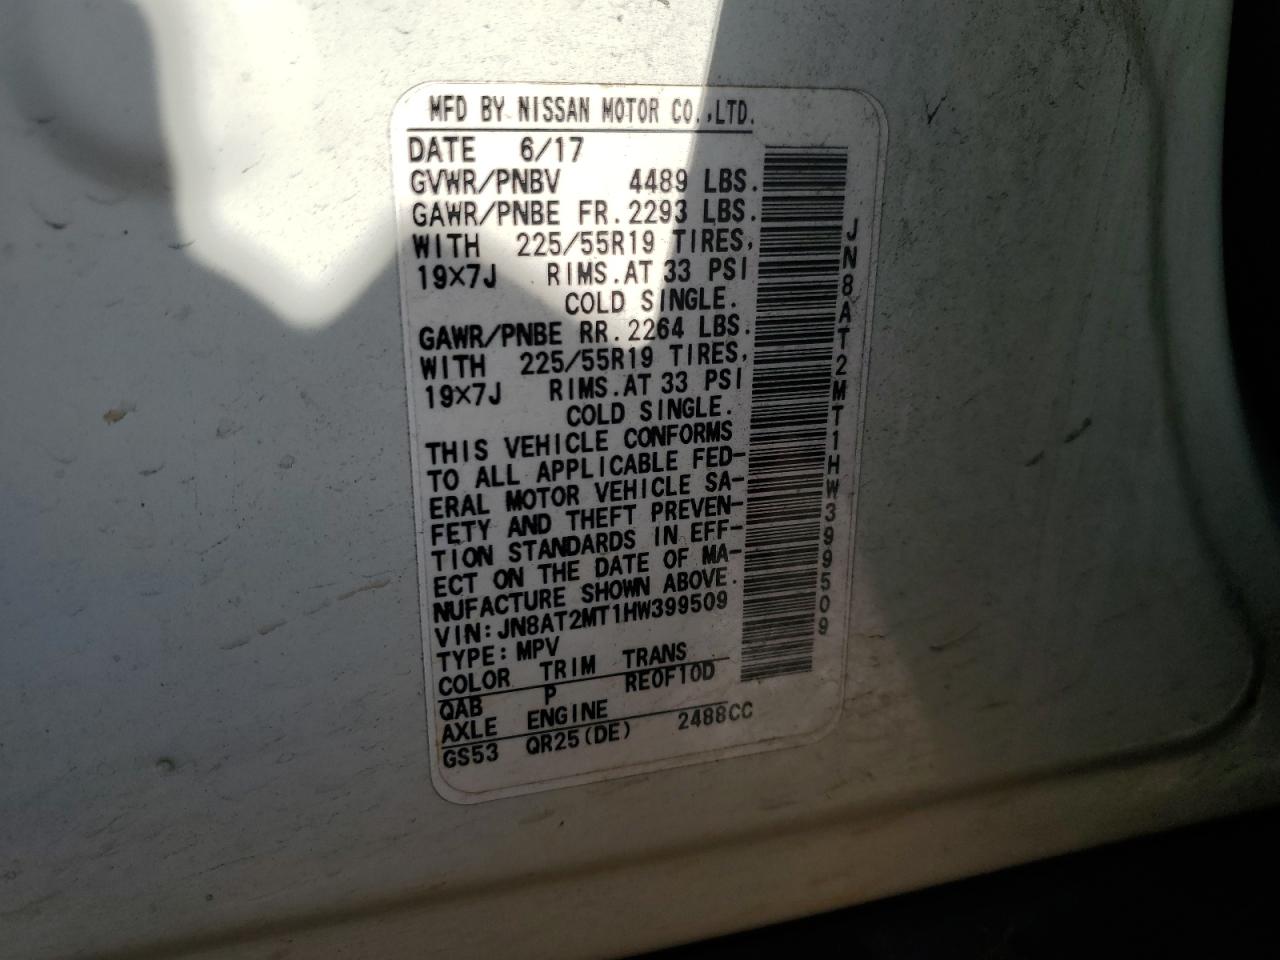 MFD BY NISSAN MOTOR CO.,LTD.
DATE 6/17
GVWR/PNBV 4489 LBS.
GAWR/PNBE FR. 2293 LBS.
WITH 225/55R19 TIRES,
19×7J RIMS.AT 33 PSI
COLD SINGLE.
GAWR/PNBE RR. 2264 LBS.
WITH 225/55R19 TIRES,
19×7J RIMS.AT 33 PSI
COLD SINGLE.
THIS VEHICLE CONFORMS
TO ALL APPLICABLE FED-
ERAL MOTOR VEHICLE SA-
FETY AND THEFT PREVEN-
TION STANDARDS IN EFF-
ECT ON THE DATE OF MA-
NUFACTURE SHOWN ABOVE.
VIN: JN8AT2MT1HW399509
TYPE: MPV
COLOR TRIM TRANS
QAB P RE0F10D
AXLE ENGINE
GS53 QR25(DE) 2488CC
JN8AT2MT1HW399509